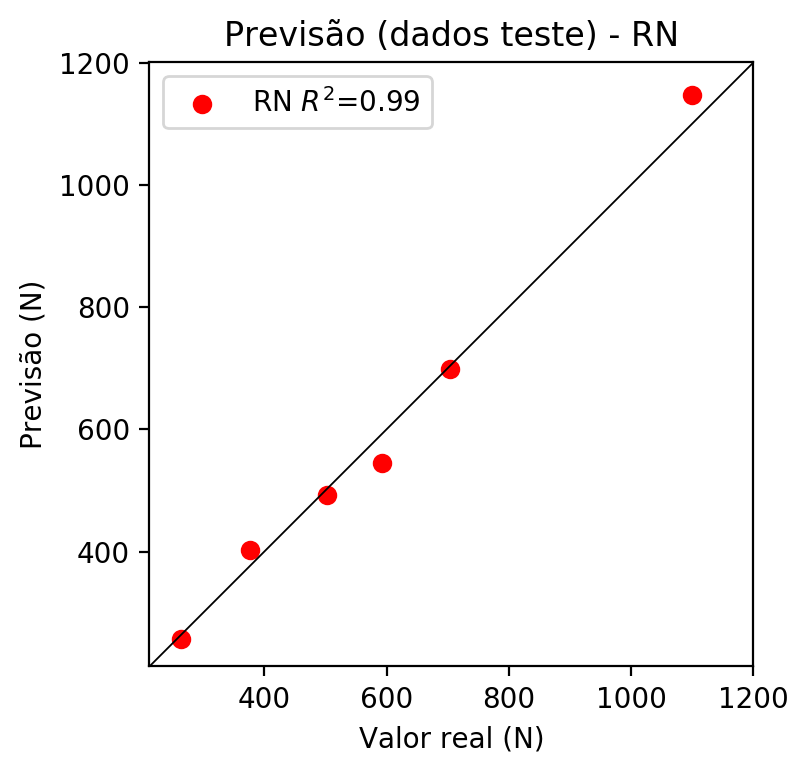 Previsão (dados teste) - RN
RN R²=0.99
1200
1000
800
600
400
Previsão (N)
400 600 800 1000 1200
Valor real (N)